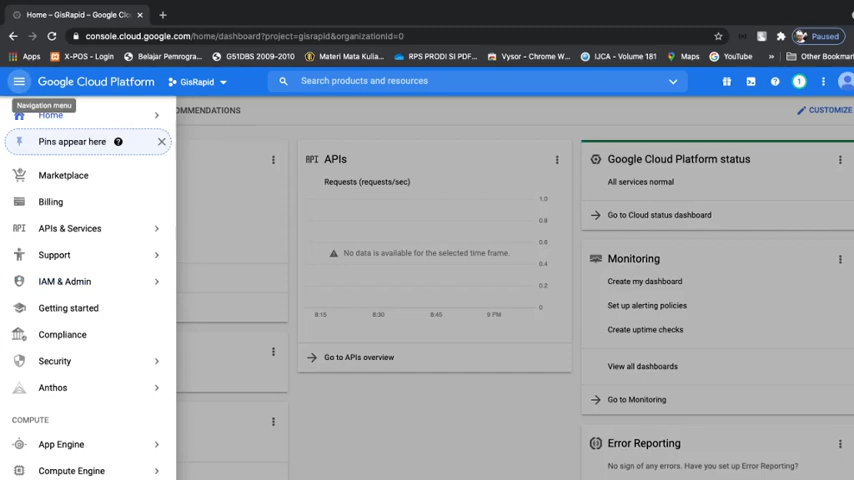 Home – GisRapid – Google Clo
console.cloud.google.com/home/dashboard?project=gisrapid&organizationId=0
Paused
Apps
X-POS - Login
Belajar Pemrogra...
G51DBS 2009-2010
Materi Mata Kulia...
RPS PRODI SI PDF...
Vysor - Chrome W...
IJCA - Volume 181
Maps
YouTube
»
Other Bookmar
Google Cloud Platform
GisRapid
Search products and resources
1
Navigation menu
Home
OMMENDATIONS
CUSTOMIZE
Pins appear here
Marketplace
Billing
APIs & Services
Support
IAM & Admin
Getting started
Compliance
Security
Anthos
COMPUTE
App Engine
Compute Engine
API APIs
Requests (requests/sec)
1.0
0.8
0.6
0.4
0.2
0
No data is available for the selected time frame.
8:15
8:30
8:45
9 PM
Go to APIs overview
Google Cloud Platform status
All services normal
Go to Cloud status dashboard
Monitoring
Create my dashboard
Set up alerting policies
Create uptime checks
View all dashboards
Go to Monitoring
Error Reporting
No sign of any errors. Have you set up Error Reporting?